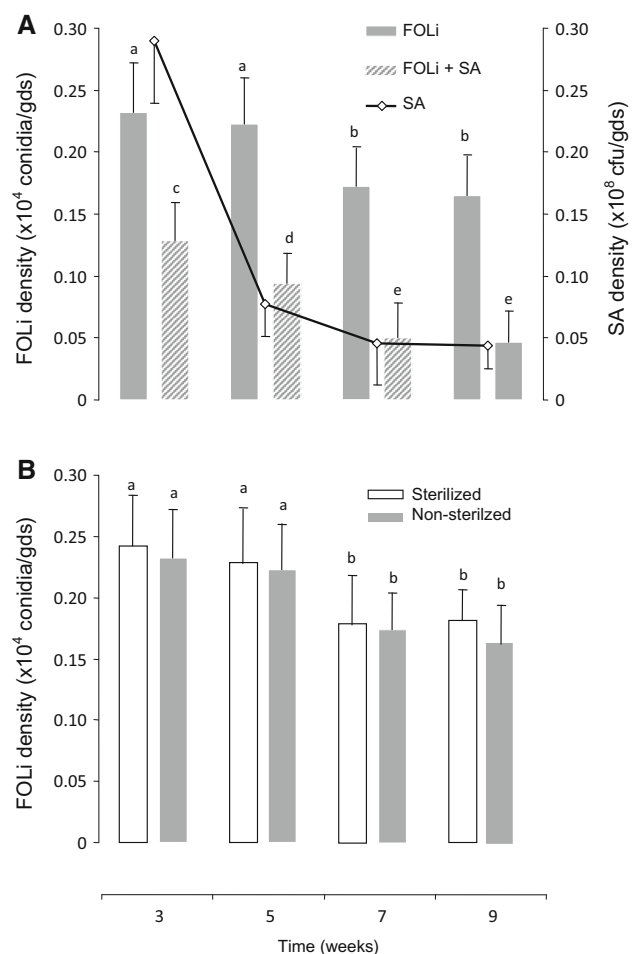 A
FOLi density (x10⁴ conidia/gds)
0.30
0.25
0.20
0.15
0.10
0.05
0
a
c
a
d
b
e
b
e
FOLi
FOLi + SA
SA
0.30
0.25
0.20
0.15
0.10
0.05
0
SA density (x10⁸ cfu/gds)
B
FOLi density (x10⁴ conidia/gds)
0.30
0.25
0.20
0.15
0.10
0.05
0
a
a
a
a
b
b
b
b
Sterilized
Non-sterilzed
3 5 7 9
Time (weeks)